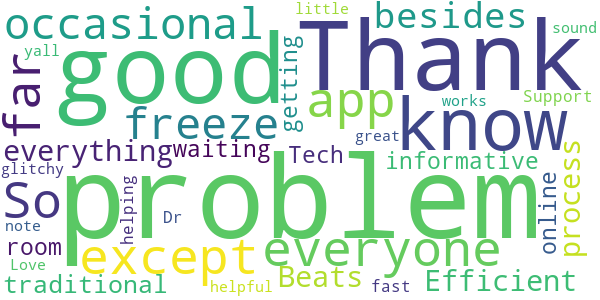 little
occasional
besides
sound
yall
good
Thank
far
getting
app
know
works
Support
freeze
great
everything
waiting
Tech
informative
process
glitchy
So
problem
helping
Dr
online
note
room
except
everyone
Love
traditional
helpful
Beats
fast
Efficient